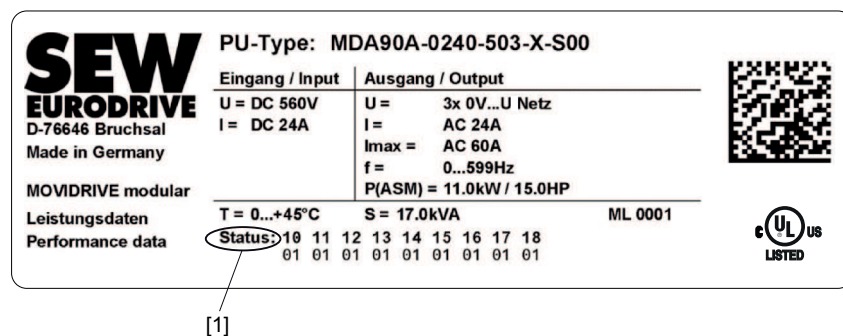 SEW
EURODRIVE
D-76646 Bruchsal
Made in Germany
MOVIDRIVE modular
Leistungsdaten
Performance data
PU-Type: MDA90A-0240-503-X-S00
Eingang / Input
U = DC 560V
I = DC 24A
Ausgang / Output
U = 3x 0V...U Netz
I = AC 24A
Imax = AC 60A
f = 0...599Hz
P(ASM) = 11.0kW / 15.0HP
T = 0...+45°C S = 17.0kVA ML 0001
Status: 10 11 12 13 14 15 16 17 18
01 01 01 01 01 01 01 01 01
c UL US
LISTED
[1]